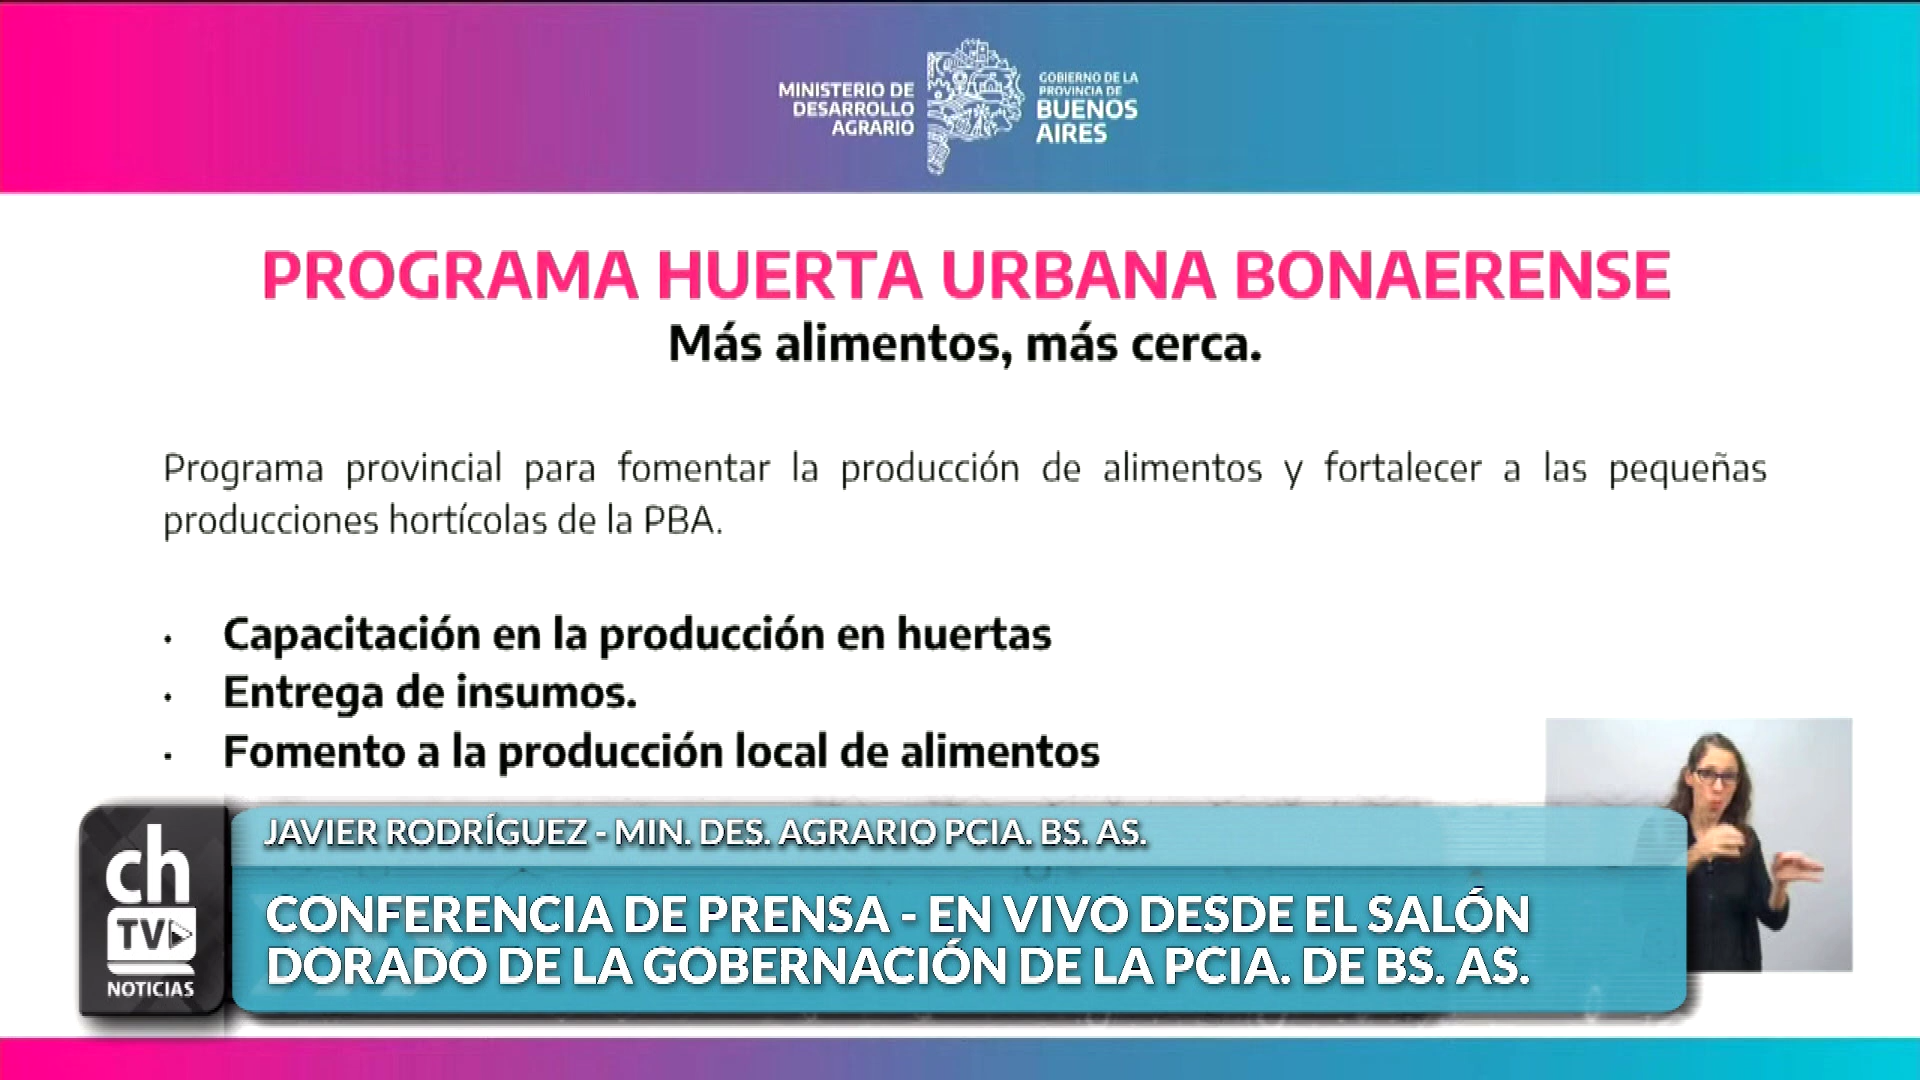 MINISTERIO DE
DESARROLLO
AGRARIO
GOBIERNO DE LA
PROVINCIA DE
BUENOS
AIRES
PROGRAMA HUERTA URBANA BONAERENSE
Más alimentos, más cerca.
Programa provincial para fomentar la producción de alimentos y fortalecer a las pequeñas
producciones hortícolas de la PBA.
· Capacitación en la producción en huertas
· Entrega de insumos.
· Fomento a la producción local de alimentos
JAVIER RODRÍGUEZ - MIN. DES. AGRARIO PCIA. BS. AS.
CONFERENCIA DE PRENSA - EN VIVO DESDE EL SALÓN
DORADO DE LA GOBERNACIÓN DE LA PCIA. DE BS. AS.
ch
TV
NOTICIAS